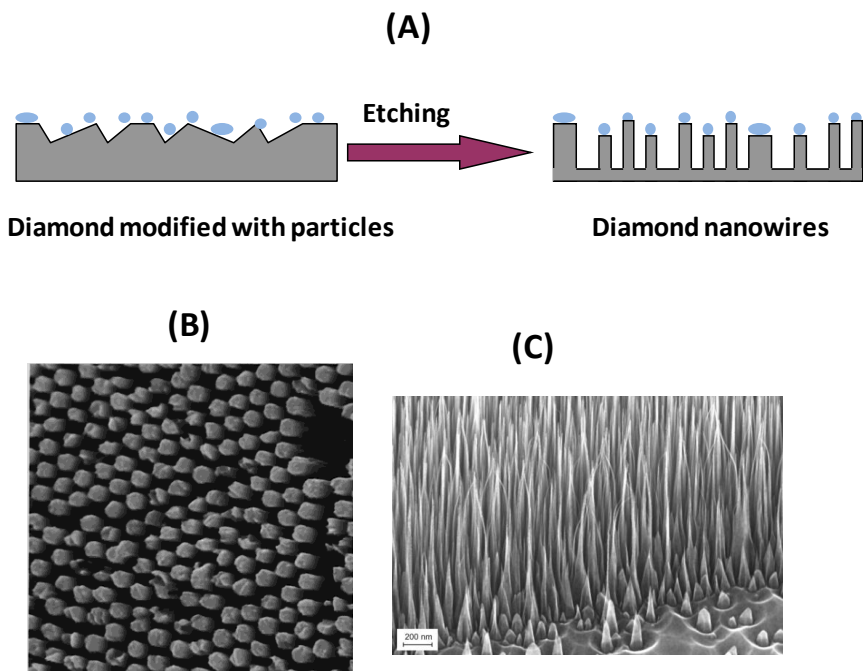 (A)
Etching
Diamond modified with particles
Diamond nanowires
(B)
(C)
200 nm